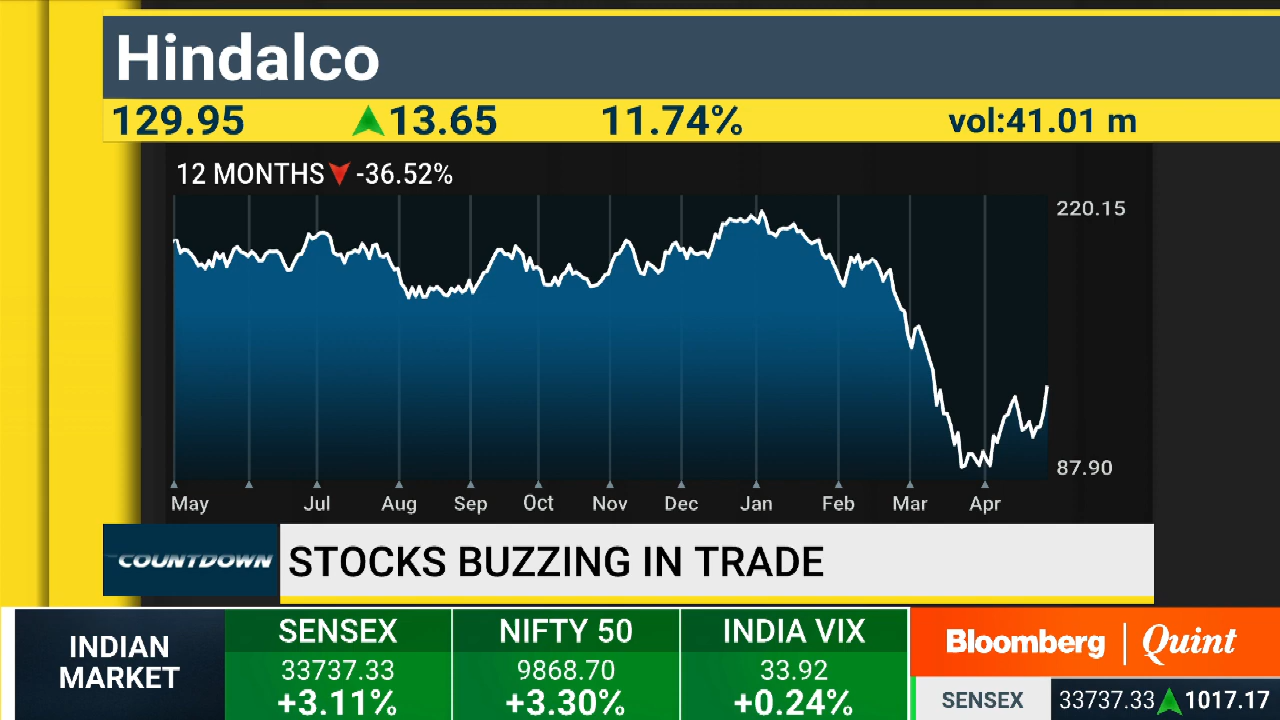 Hindalco
129.95 13.65 11.74% vol:41.01 m
12 MONTHS -36.52%
220.15
87.90
May Jul Aug Sep Oct Nov Dec Jan Feb Mar Apr
COUNTDOWN
STOCKS BUZZING IN TRADE
INDIAN
MARKET
SENSEX
33737.33
+3.11%
NIFTY 50
9868.70
+3.30%
INDIA VIX
33.92
+0.24%
Bloomberg | Quint
SENSEX 33737.33 1017.17